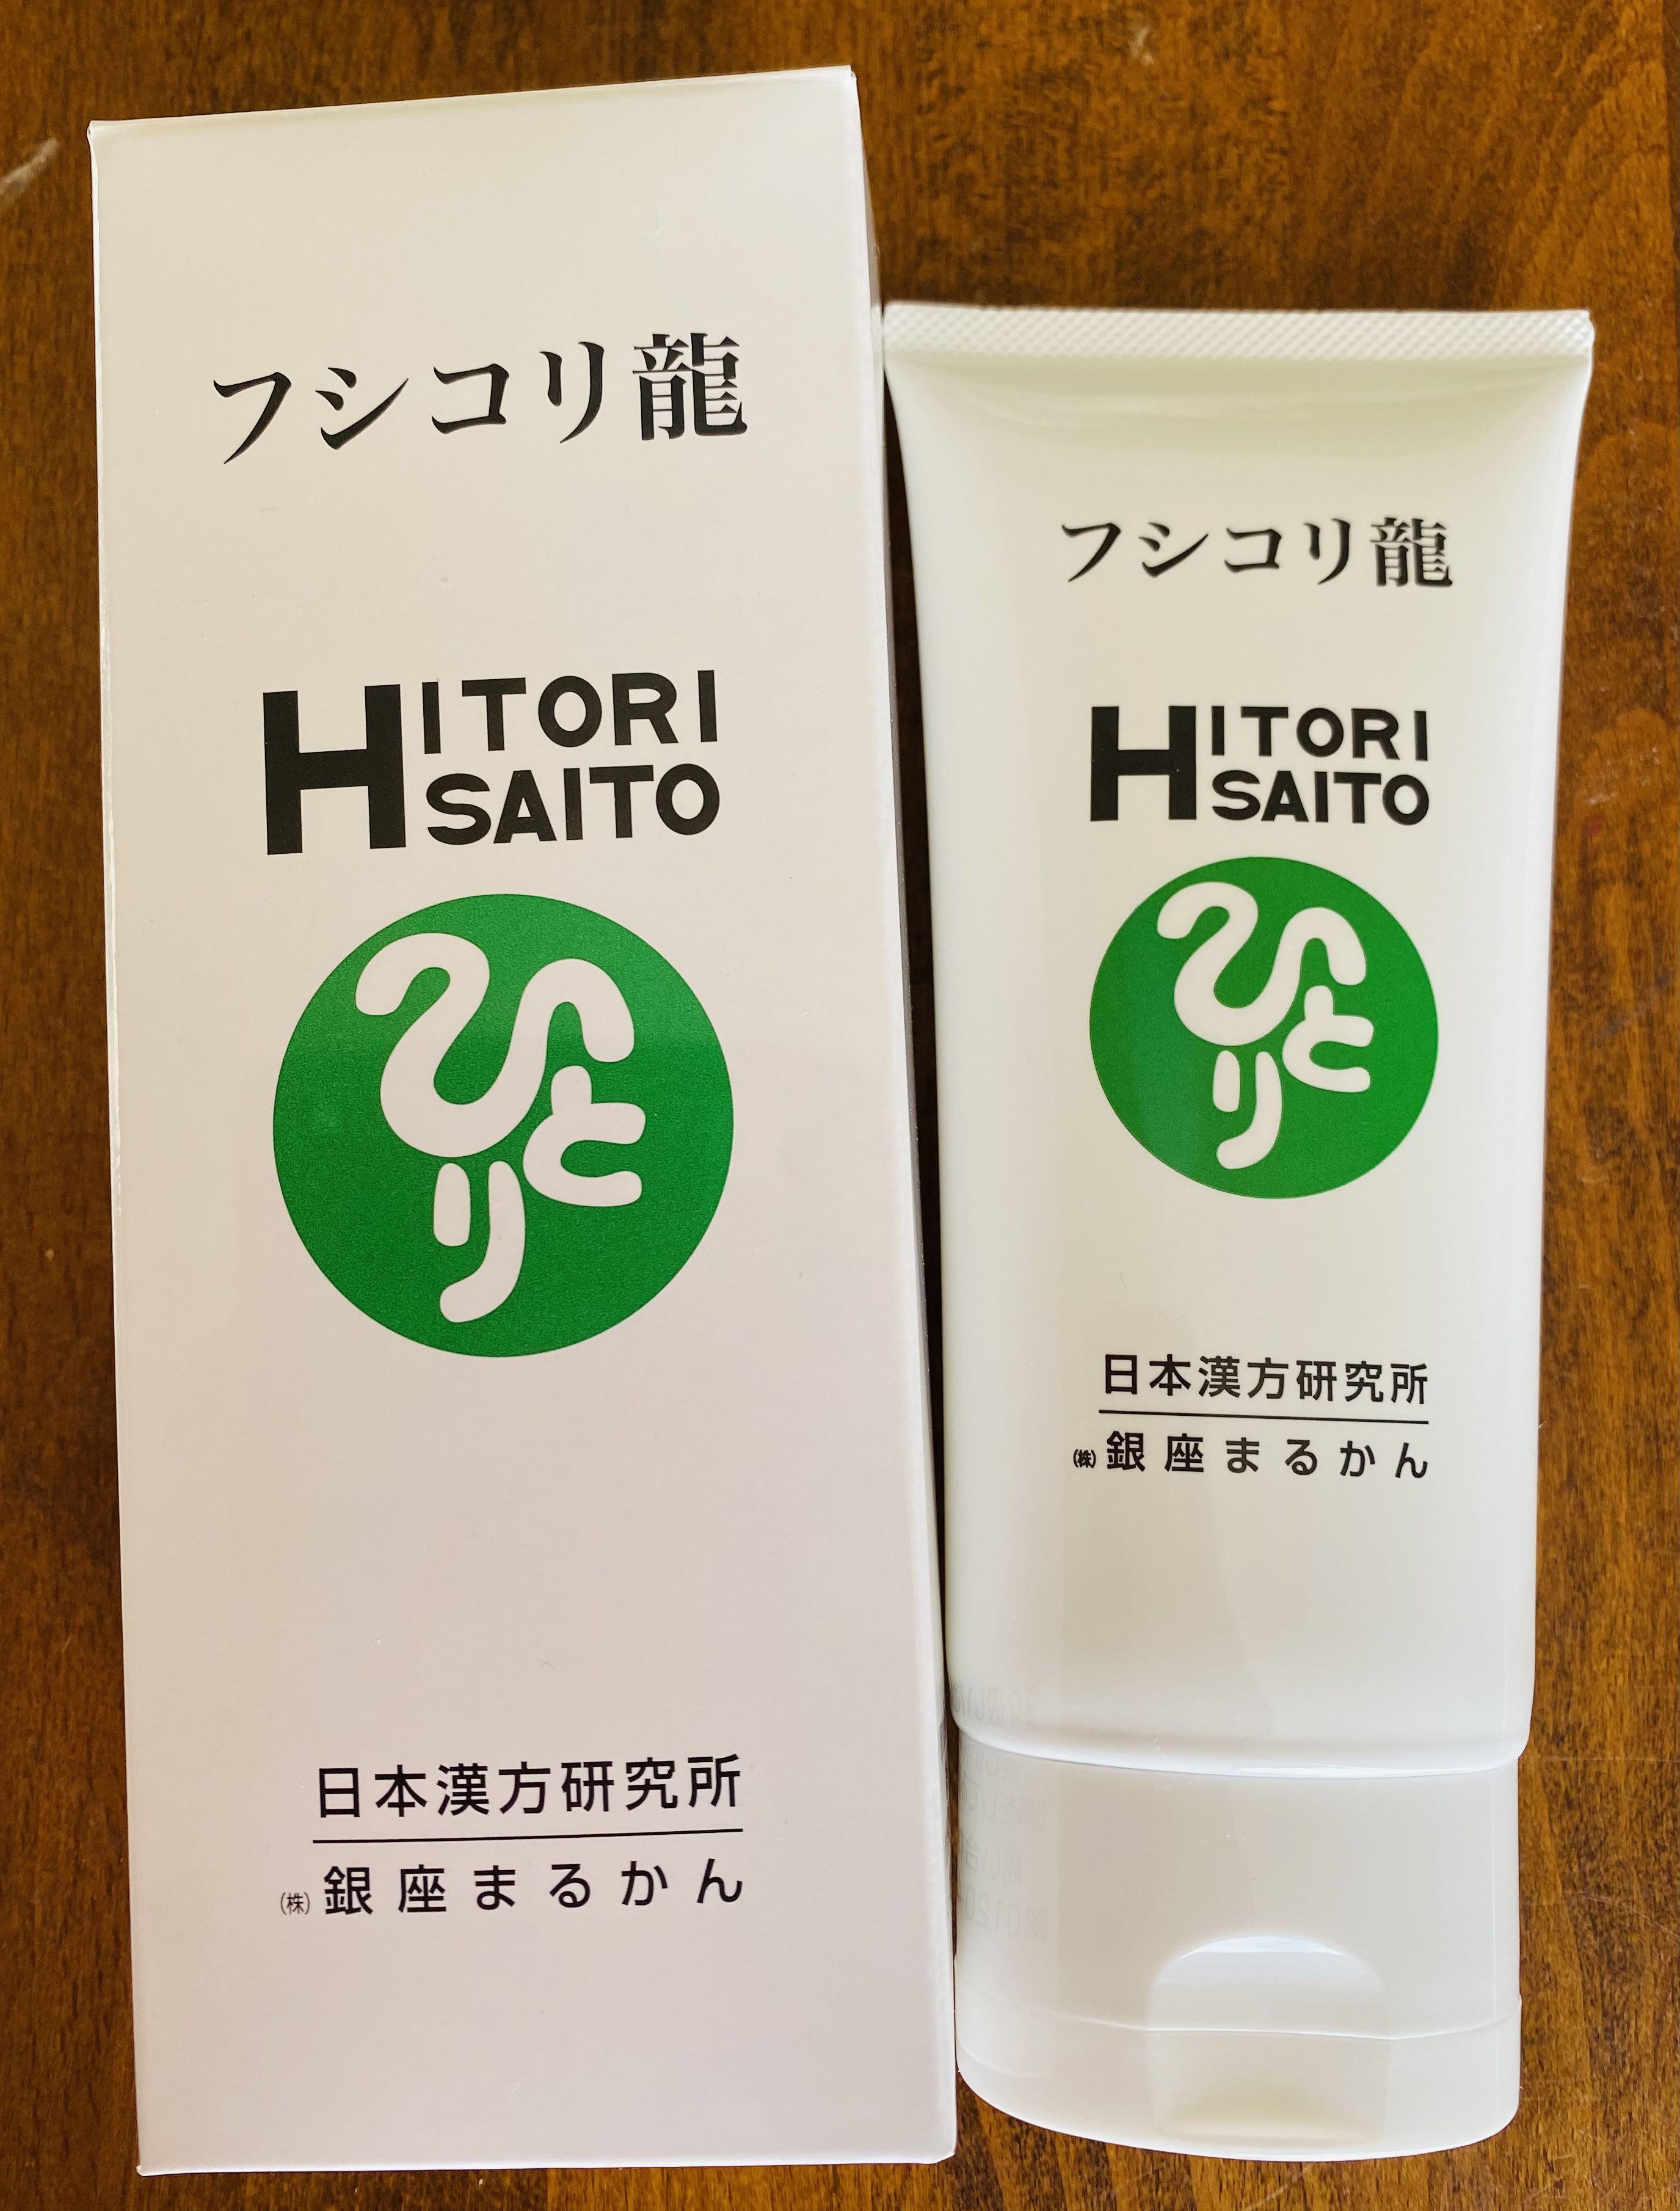 フシコリ龍
HITORI
SAITO
ひとり
日本漢方研究所
(株)銀座まるかん
フシコリ龍
HITORI
SAITO
ひとり
日本漢方研究所
(株)銀座まるかん